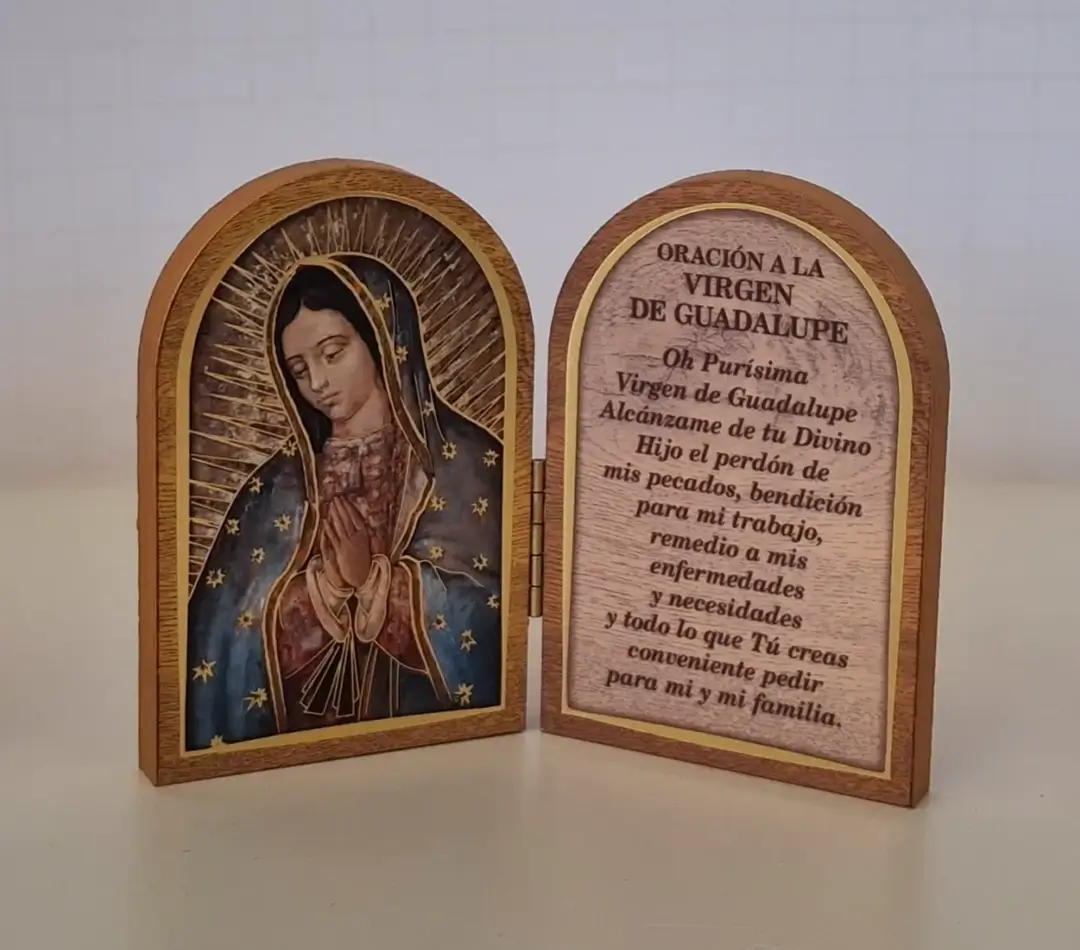 ORACIÓN A LA
VIRGEN
DE GUADALUPE
Oh Purísima
Virgen de Guadalupe
Alcánzame de tu Divino
Hijo el perdón de
mis pecados, bendición
para mi trabajo,
remedio a mis
enfermedades
y necesidades
y todo lo que Tú creas
conveniente pedir
para mi y mi familia.